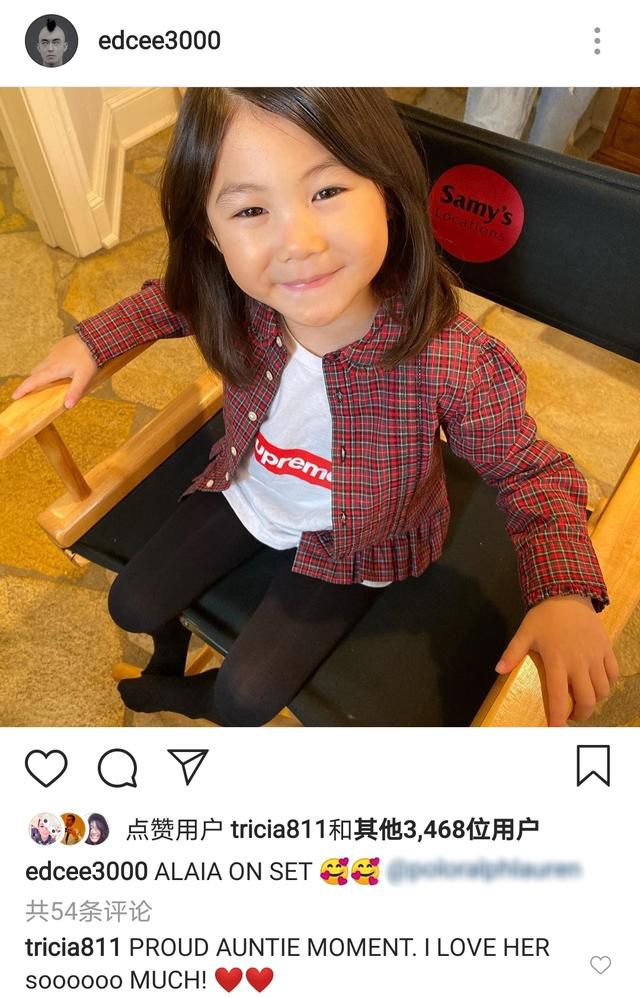 edcee3000
Samy's
Locations
upreme
点赞用户 tricia811和其他3,468位用户
edcee3000 ALAIA ON SET 🥰🥰
共54条评论
tricia811 PROUD AUNTIE MOMENT. I LOVE HER
soooooo MUCH! ❤️❤️